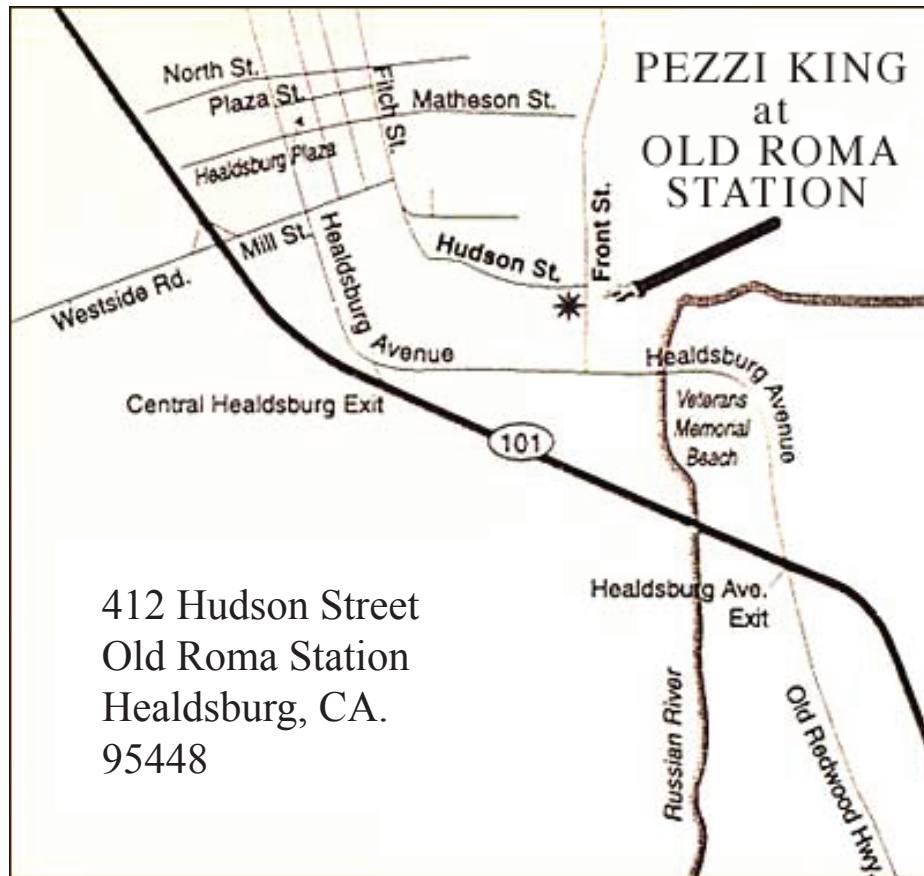 PEZZI KING
at
OLD ROMA
STATION
North St.
Plaza St.
Fitch St.
Matheson St.
Healdsburg Plaza
Mill St.
Westside Rd.
Healdsburg Avenue
Hudson St.
Front St.
Healdsburg Avenue
Central Healdsburg Exit
101
Veterans
Memonal
Beach
Healdsburg Ave.
Exit
Russian River
Old Redwood Hwy.
412 Hudson Street
Old Roma Station
Healdsburg, CA.
95448